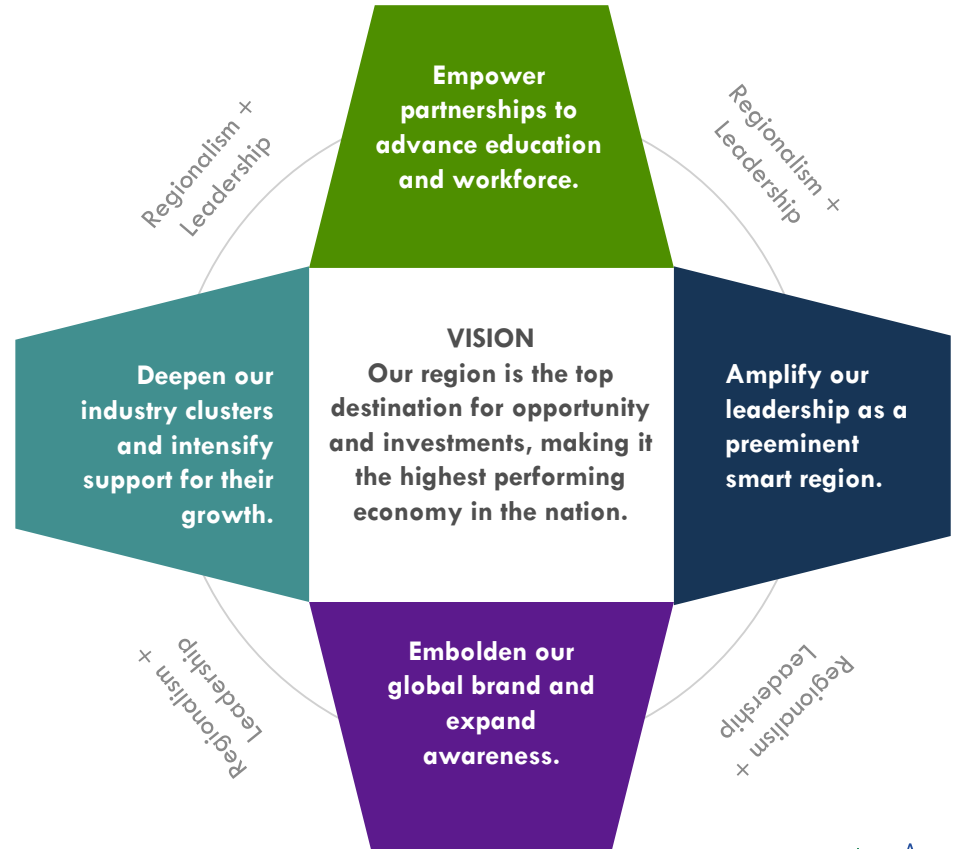 Empower
partnerships to
advance education
and workforce.
Regionalism +
Leadership
Regionalism +
Leadership
Deepen our
industry clusters
and intensify
support for their
growth.
VISION
Our region is the top
destination for opportunity
and investments, making it
the highest performing
economy in the nation.
Amplify our
leadership as a
preeminent
smart region.
Embolden our
global brand and
expand
awareness.
Regionalism +
Leadership
Regionalism +
Leadership